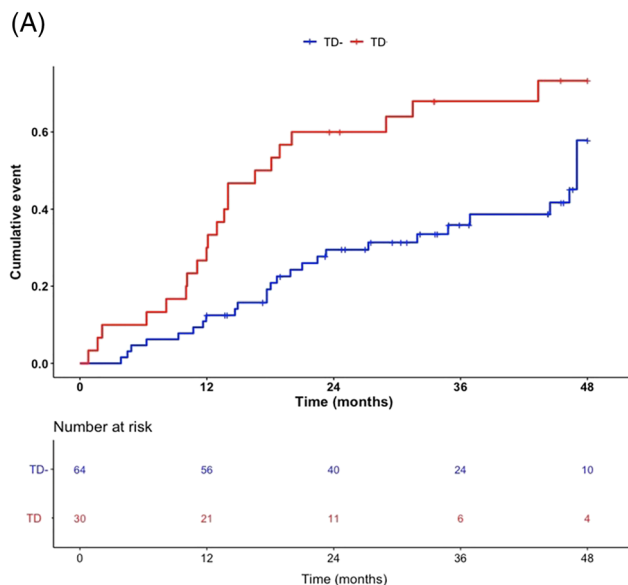 (A)
TD- TD
Cumulative event
0.6
0.4
0.2
0.0
0 12 24 36 48
Time (months)
Number at risk
TD- 64 56 40 24 10
TD 30 21 11 6 4
0 12 24 36 48
Time (months)